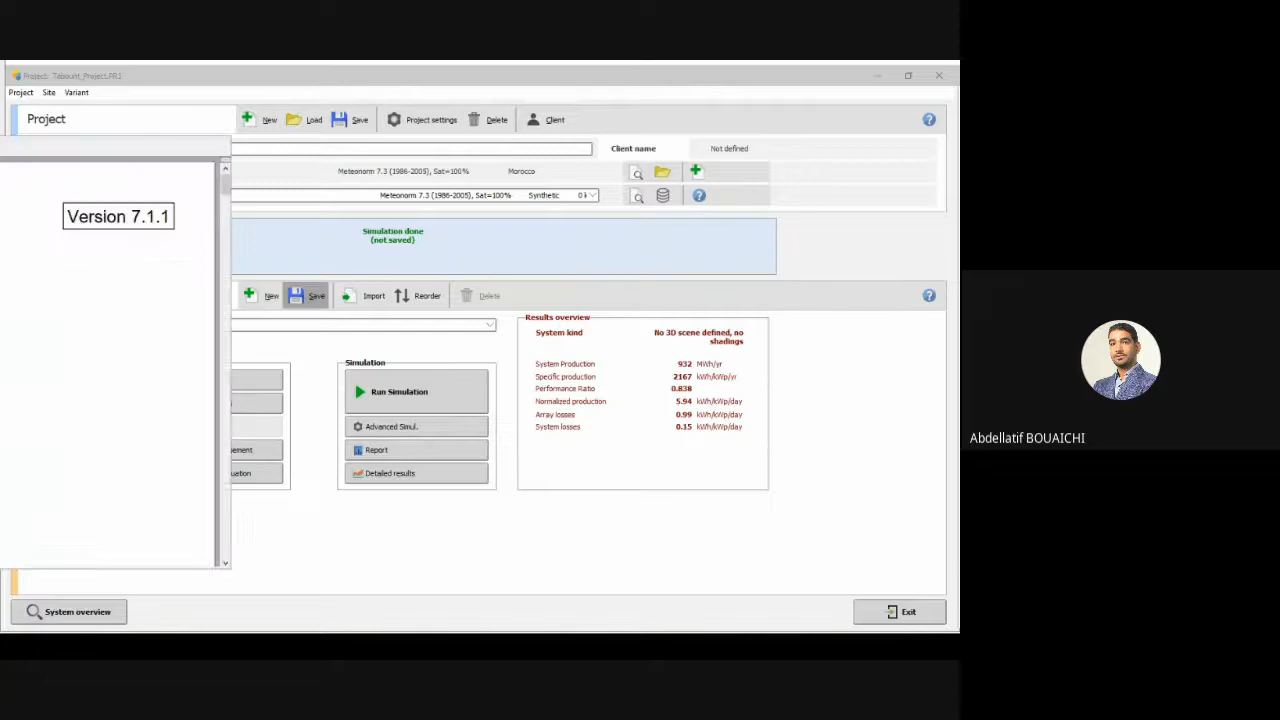 Project: Tabount_Project.PRJ
Project Site Variant
Project New Load Save Project settings Delete Client
Client name Not defined
Meteonorm 7.3 (1986-2005), Sat=100% Morocco
Meteonorm 7.3 (1986-2005), Sat=100% Synthetic
Version 7.1.1
Simulation done
(not saved)
New Save Import Reorder Delete
Results overview
System kind No 3D scene defined, no
shadings
System Production 932 MWh/yr
Specific production 2167 kWh/kWp/yr
Performance Ratio 0.838
Normalized production 5.94 kWh/kWp/day
Array losses 0.99 kWh/kWp/day
System losses 0.15 kWh/kWp/day
Simulation
Run Simulation
Advanced Simul.
Report
Detailed results
ement
uation
System overview
Exit
Abdellatif BOUAICHI